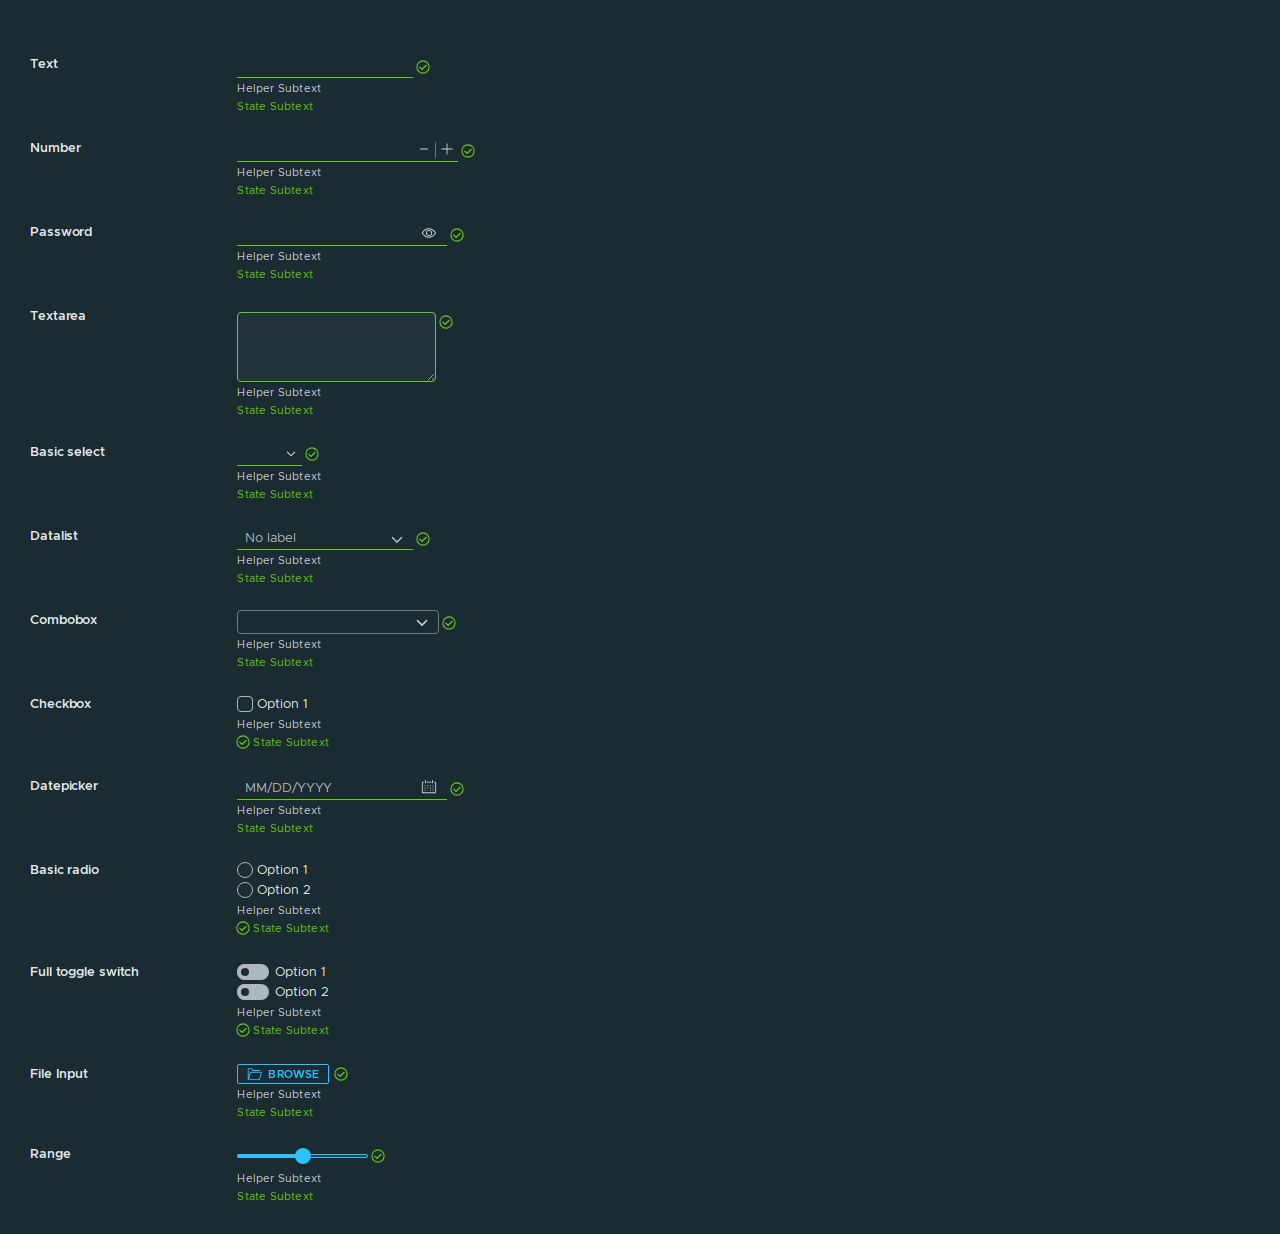 Text
Helper Subtext
State Subtext
Number
Helper Subtext
State Subtext
Password
Helper Subtext
State Subtext
Textarea
Helper Subtext
State Subtext
Basic select
Helper Subtext
State Subtext
Datalist
No label
Helper Subtext
State Subtext
Combobox
Helper Subtext
State Subtext
Checkbox
Option 1
Helper Subtext
State Subtext
Datepicker
MM/DD/YYYY
Helper Subtext
State Subtext
Basic radio
Option 1
Option 2
Helper Subtext
State Subtext
Full toggle switch
Option 1
Option 2
Helper Subtext
State Subtext
File Input
BROWSE
Helper Subtext
State Subtext
Range
Helper Subtext
State Subtext